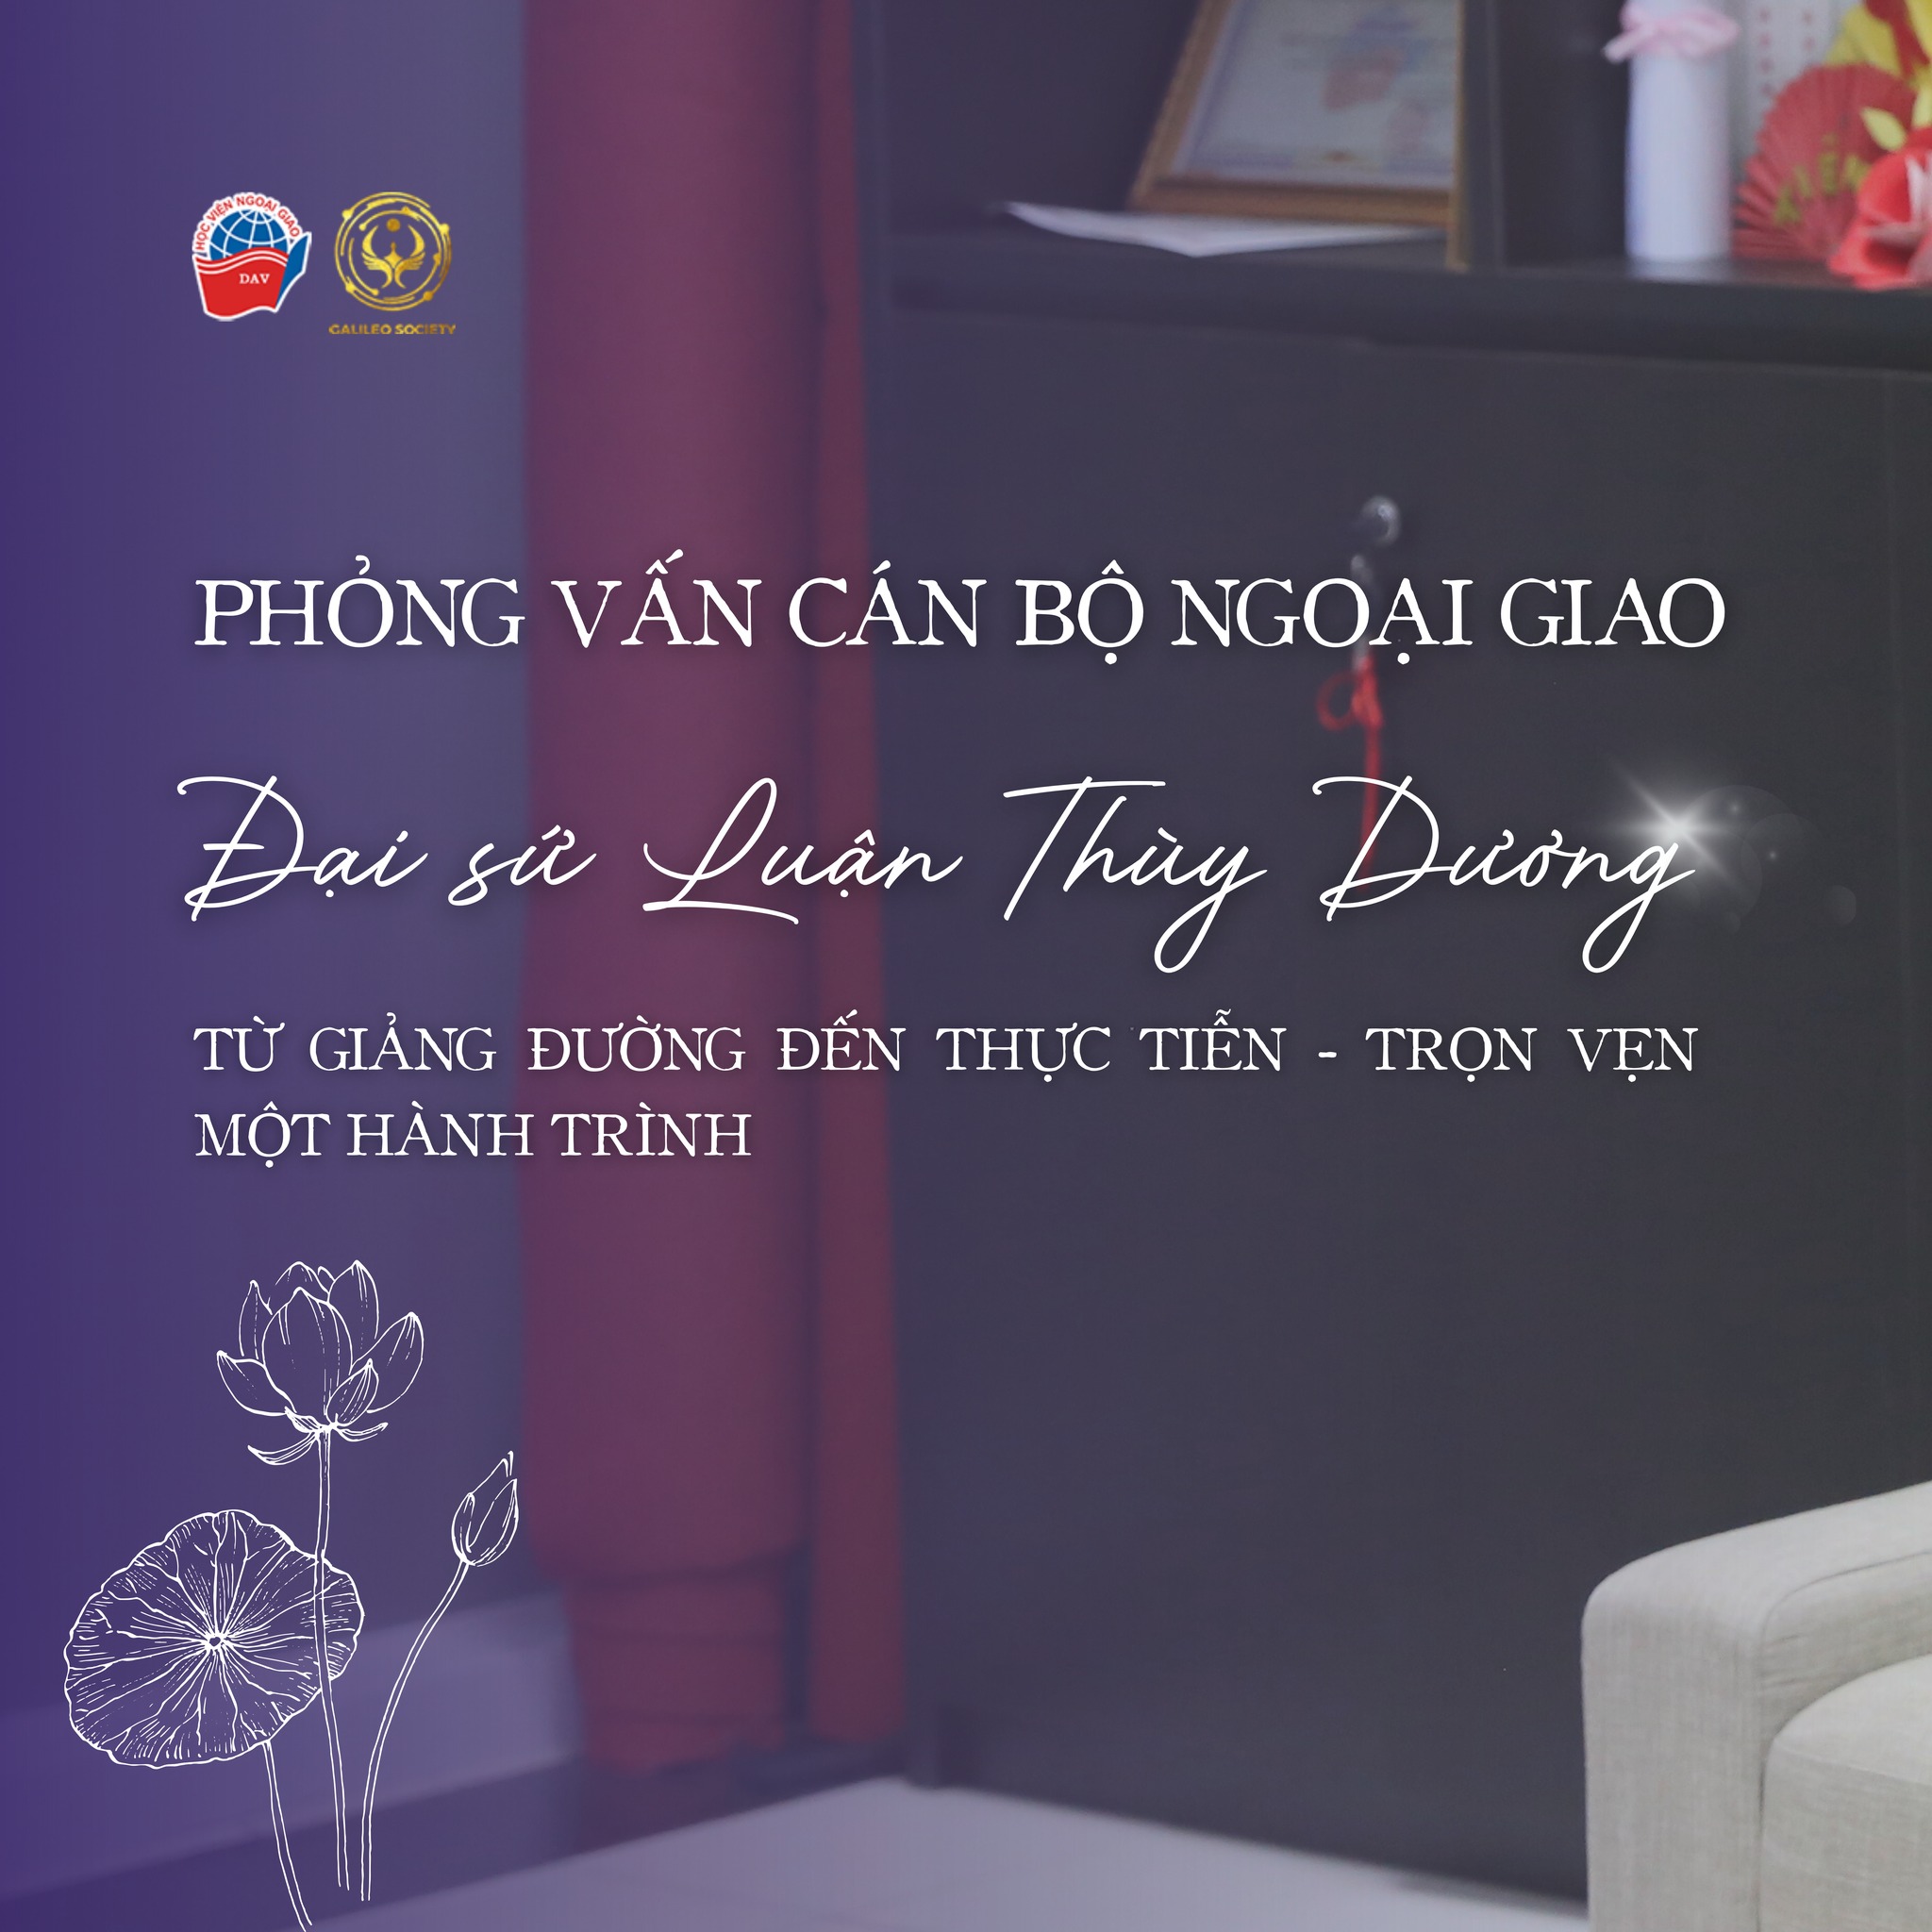 HỌC VIỆN NGOẠI GIAO
DAV
GALILEO SOCIETY
PHỎNG VẤN CÁN BỘ NGOẠI GIAO
Đại sứ Luận Thùy Dương
TỪ GIẢNG ĐƯỜNG ĐẾN THỰC TIỄN - TRỌN VẸN
MỘT HÀNH TRÌNH